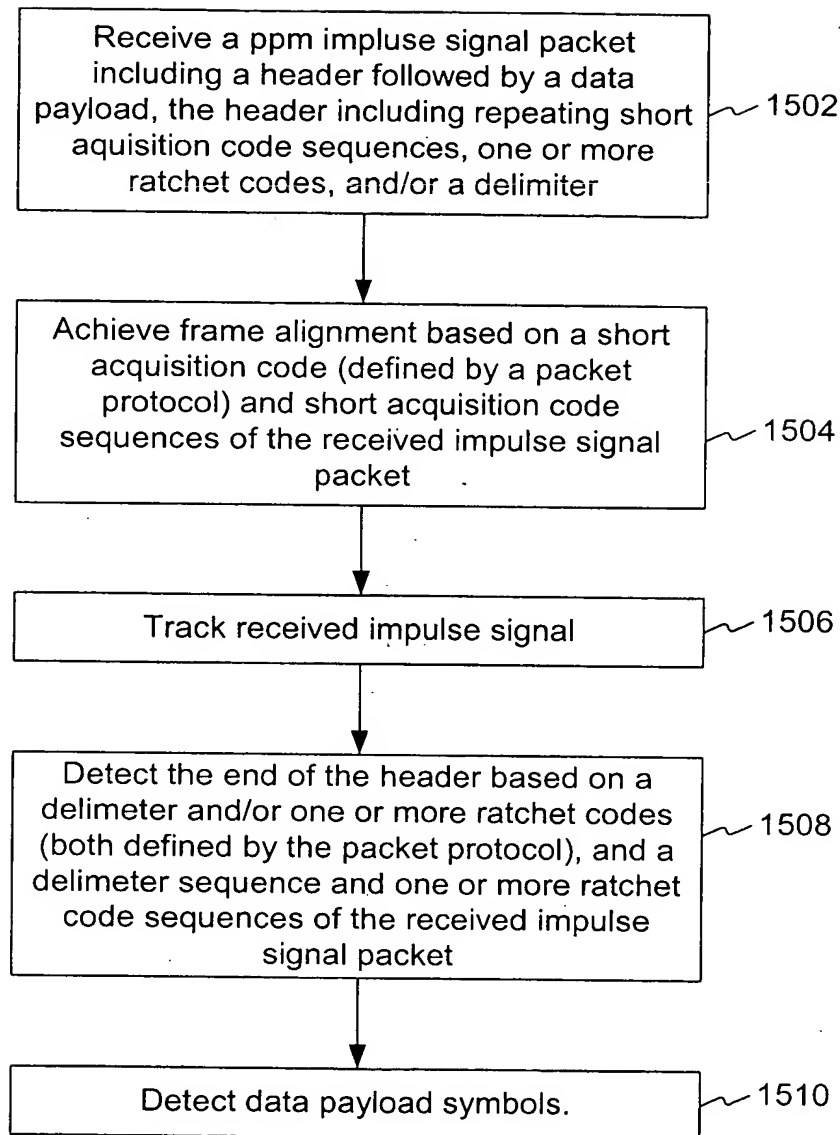 Receive a ppm impluse signal packet
including a header followed by a data
payload, the header including repeating short
aquisition code sequences, one or more
ratchet codes, and/or a delimiter
1502
Achieve frame alignment based on a short
acquisition code (defined by a packet
protocol) and short acquisition code
sequences of the received impulse signal
packet
1504
Track received impulse signal
1506
Detect the end of the header based on a
delimeter and/or one or more ratchet codes
(both defined by the packet protocol), and a
delimeter sequence and one or more ratchet
code sequences of the received impulse
signal packet
1508
Detect data payload symbols.
1510